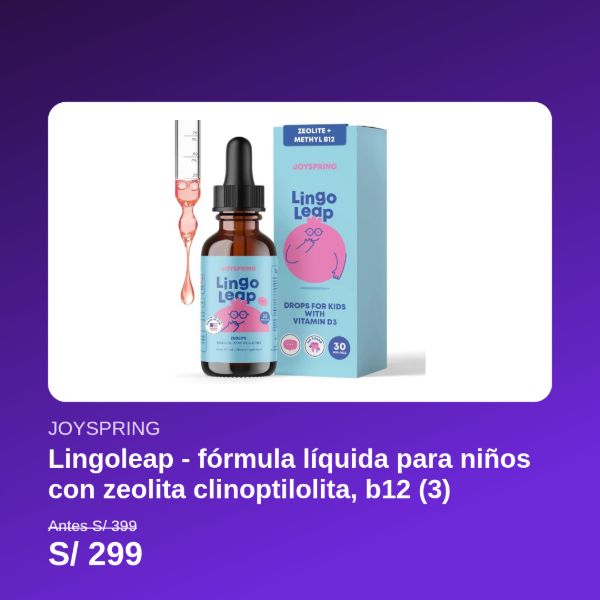 ZEOLITE +
METHYL B12
JOYSPRING
Lingo
Leap
DROPS FOR KIDS
WITH
VITAMIN D3
30
JOYSPRING
Lingo
Leap
ZEOLITE
JOYSPRING
Lingoleap - fórmula líquida para niños
con zeolita clinoptilolita, b12 (3)
Antes S/ 399
S/ 299